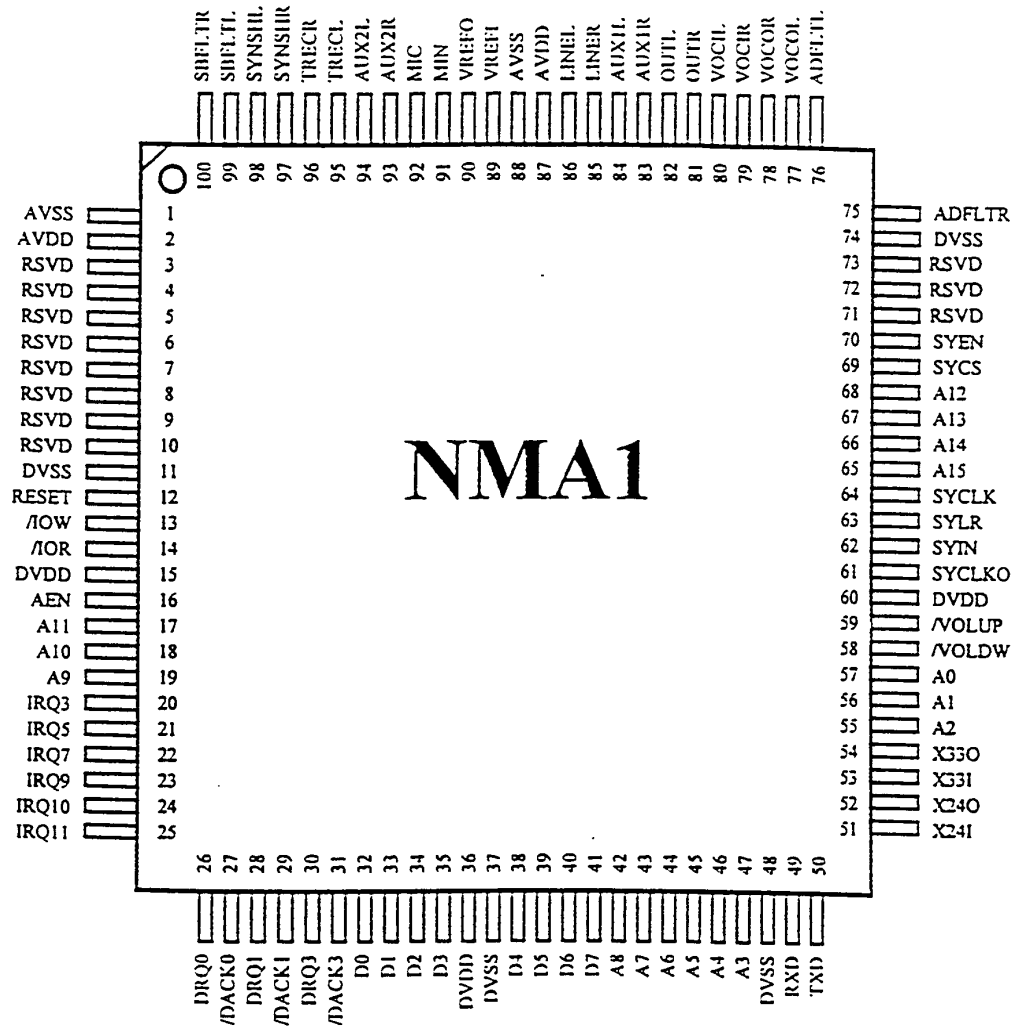 SBFLTR SBFLTL SYNSHL SYNSHR TRECR TRECL AUX2L AUX2R MIC MIN VREFO VREFI AVSS AVDD LINEL LINER AUX1L AUX1R OUTL OUTR VOCIL VOCIR VOCOR VOCOL ADFLTL
100 99 98 97 96 95 94 93 92 91 90 89 88 87 86 85 84 83 82 81 80 79 78 77 76
AVSS 1 75 ADFLTR
AVDD 2 74 DVSS
RSVD 3 73 RSVD
RSVD 4 72 RSVD
RSVD 5 71 RSVD
RSVD 6 70 SYEN
RSVD 7 69 SYCS
RSVD 8 68 A12
RSVD 9 67 A13
RSVD 10 66 A14
DVSS 11 65 A15
RESET 12 64 SYCLK
/IOW 13 63 SYLR
/IOR 14 62 SYIN
DVDD 15 61 SYCLKO
AEN 16 60 DVDD
A11 17 59 /VOLUP
A10 18 58 /VOLDW
A9 19 57 A0
IRQ3 20 56 A1
IRQ5 21 55 A2
IRQ7 22 54 X33O
IRQ9 23 53 X33I
IRQ10 24 52 X24O
IRQ11 25 51 X24I
NMA1
26 27 28 29 30 31 32 33 34 35 36 37 38 39 40 41 42 43 44 45 46 47 48 49 50
DRQ0 /DACK0 DRQ1 /DACK1 DRQ3 /DACK3 D0 D1 D2 D3 DVDD DVSS D4 D5 D6 D7 A8 A7 A6 A5 A4 A3 DVSS RXD TXD